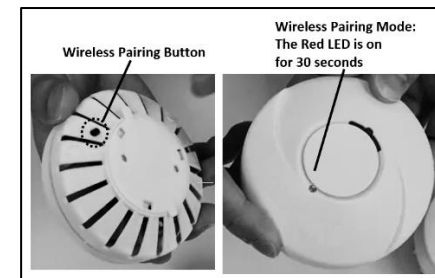 Wireless Pairing Button
Wireless Pairing Mode:
The Red LED is on
for 30 seconds